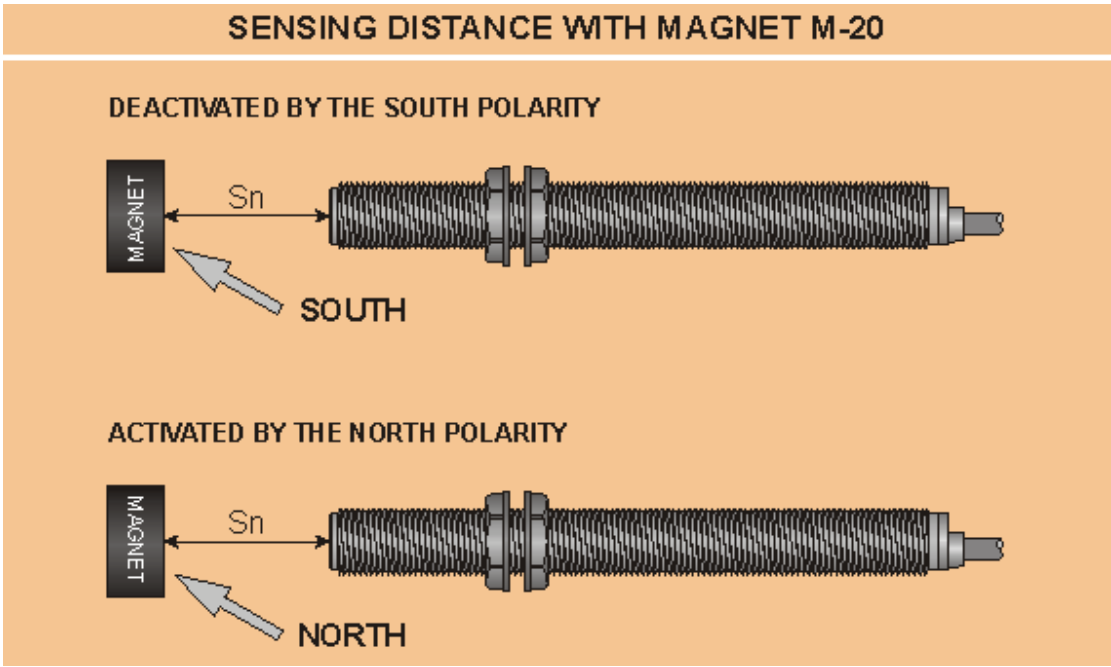 SENSING DISTANCE WITH MAGNET M-20
DEACTIVATED BY THE SOUTH POLARITY
MAGNET
Sn
SOUTH
ACTIVATED BY THE NORTH POLARITY
MAGNET
Sn
NORTH